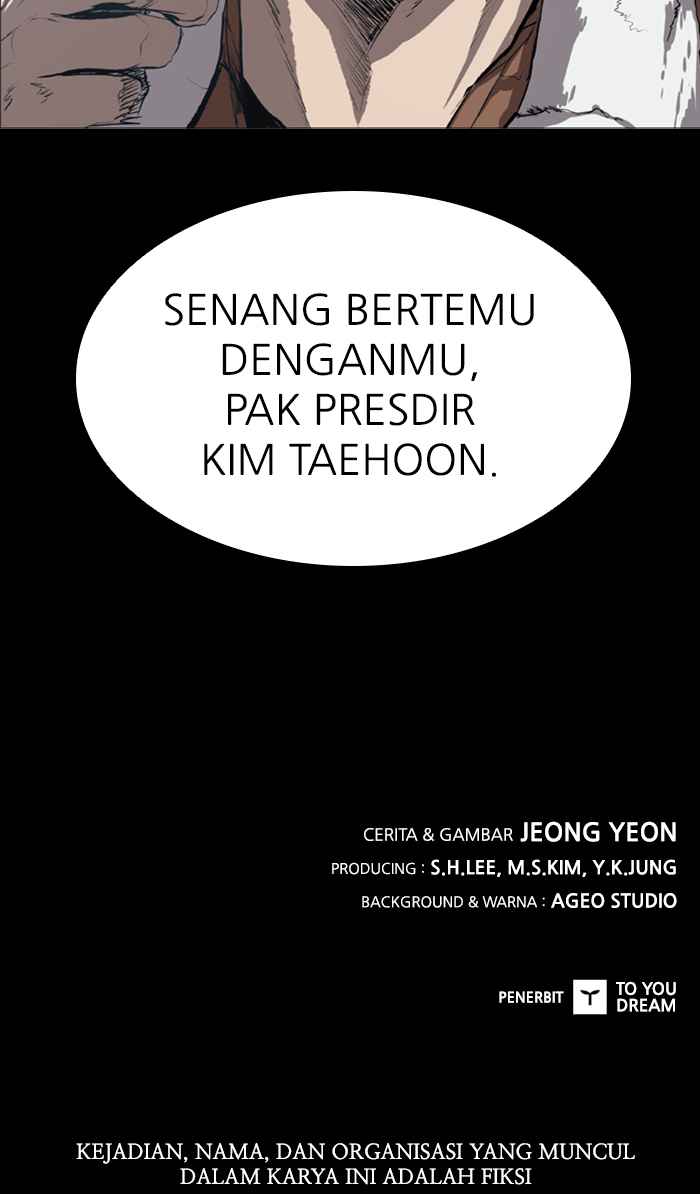 SENANG BERTEMU
DENGANMU,
PAK PRESDIR
KIM TAEHOON.
CERITA & GAMBAR JEONG YEON
PRODUCING : S.H.LEE, M.S.KIM, Y.K.JUNG
BACKGROUND & WARNA : AGEO STUDIO
PENERBIT TO YOU
DREAM
KEJADIAN, NAMA, DAN ORGANISASI YANG MUNCUL
DALAM KARYA INI ADALAH FIKSI